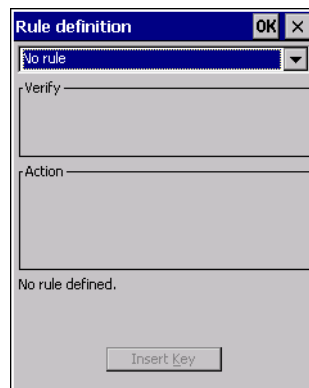 Rule definition OK ×
No rule
Verify
Action
No rule defined.
Insert Key